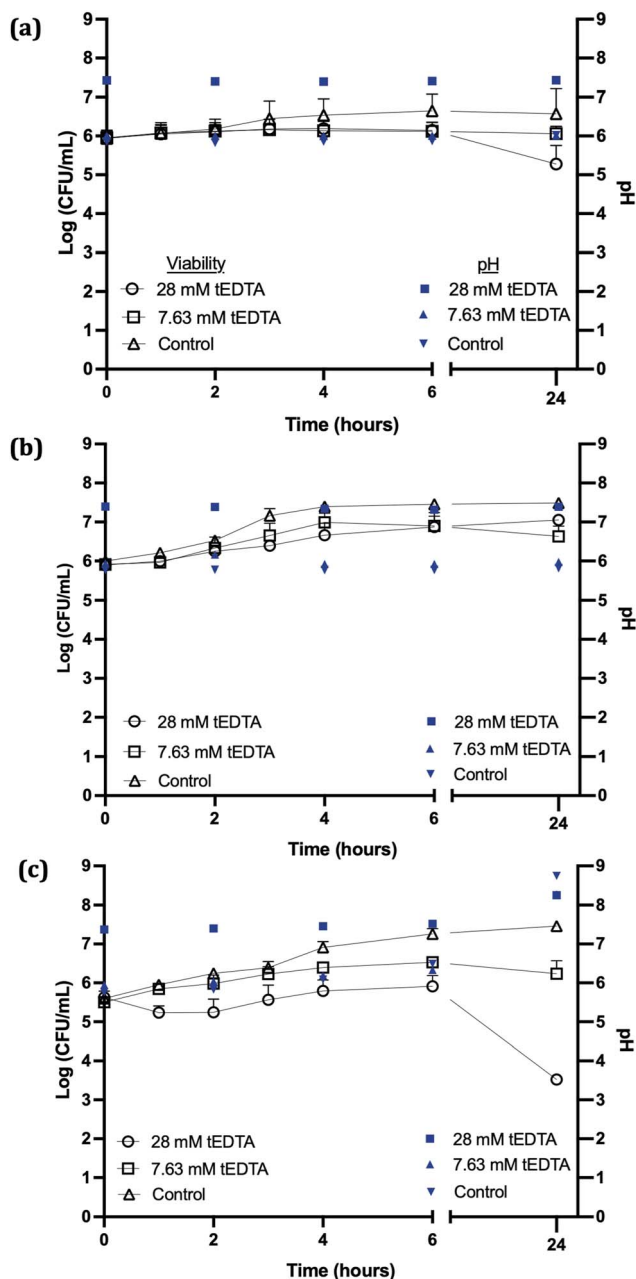 (a)
9
8
7
6
5
4
3
2
1
0
Log (CFU/mL)
Viability
28 mM tEDTA
7.63 mM tEDTA
Control
pH
28 mM tEDTA
7.63 mM tEDTA
Control
9
8
7
6
5
4
3
2
1
0
pH
0 2 4 6 24
Time (hours)
(b)
9
8
7
6
5
4
3
2
1
0
Log (CFU/mL)
28 mM tEDTA
7.63 mM tEDTA
Control
28 mM tEDTA
7.63 mM tEDTA
Control
9
8
7
6
5
4
3
2
1
0
pH
0 2 4 6 24
Time (hours)
(c)
9
8
7
6
5
4
3
2
1
0
Log (CFU/mL)
28 mM tEDTA
7.63 mM tEDTA
Control
28 mM tEDTA
7.63 mM tEDTA
Control
9
8
7
6
5
4
3
2
1
0
pH
0 2 4 6 24
Time (hours)